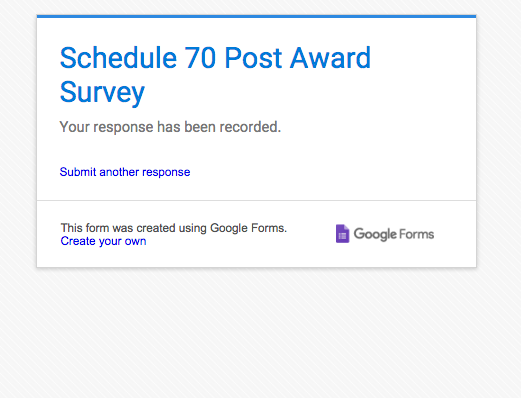 Schedule 70 Post Award
Survey
Your response has been recorded.
Submit another response
This form was created using Google Forms.
Create your own
Google Forms